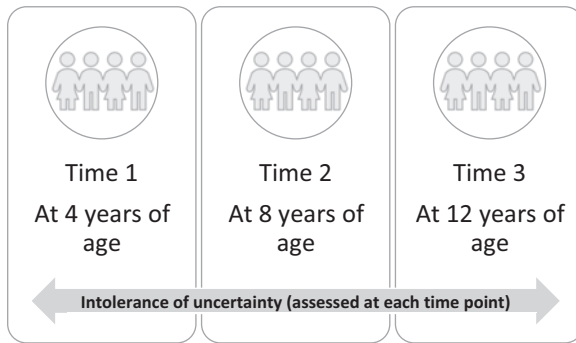 Time 1
At 4 years of
age
Time 2
At 8 years of
age
Time 3
At 12 years of
age
Intolerance of uncertainty (assessed at each time point)